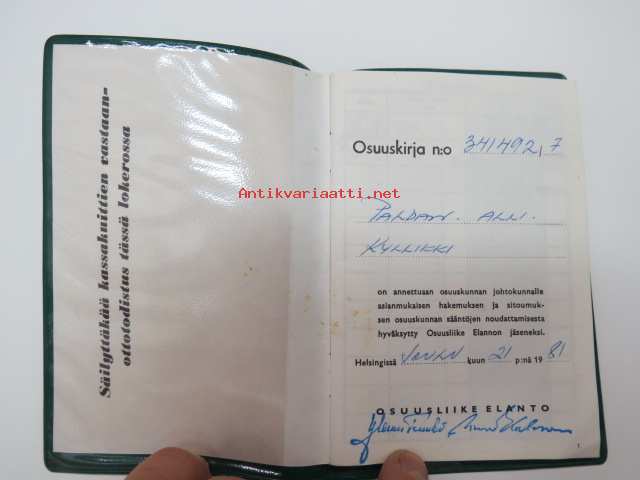 Säilyttäkää kassakuittien vastaan-
ottotodistus tässä lokerossa
Antikvariaatti.net
Osuuskirja n:o 341492,7
ALLI.
KYLLIKKI
on annettuaan osuuskunnan johtokunnalle
asianmukaisen hakemuksen ja sitoumuk-
sen osuuskunnan sääntöjen noudattamisesta
hyväksytty Osuusliike Elannon jäseneksi.
Helsingissä kuun 21 p:nä 19 81
OSUUSLIIKE ELANTO
1